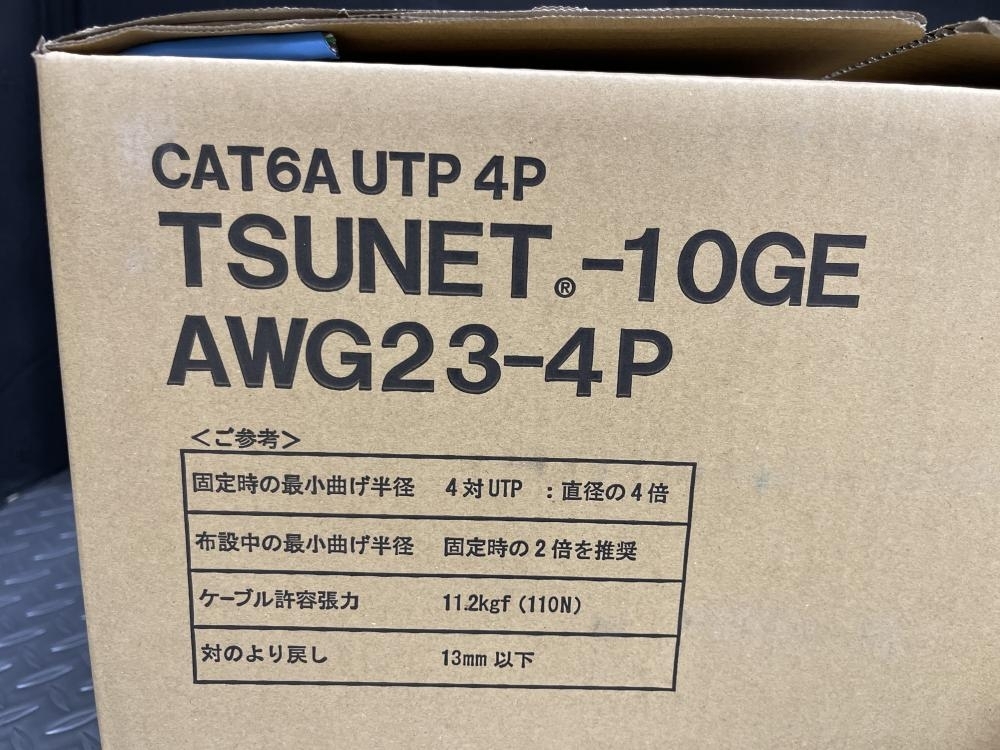 CAT6A UTP 4P
TSUNET®-10GE
AWG23-4P
＜ご参考＞
固定時の最小曲げ半径 4対UTP ：直径の4倍
布設中の最小曲げ半径 固定時の2倍を推奨
ケーブル許容張力 11.2kgf (110N)
対のより戻し 13mm 以下